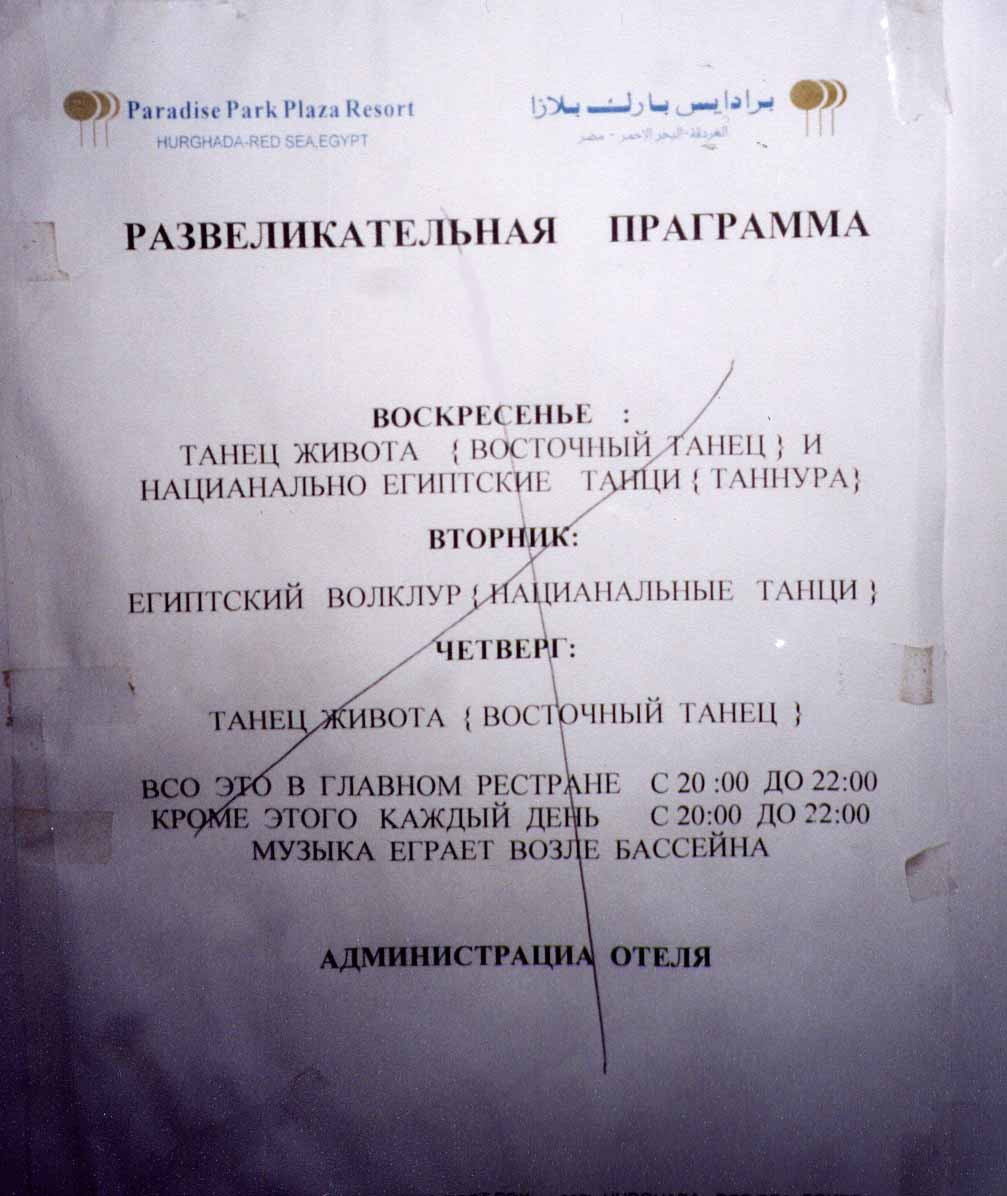 Paradise Park Plaza Resort
HURGHADA-RED SEA,EGYPT
برادايس بارك بلازا
الغردقة-البحر الاحمر - مصر
РАЗВЕЛИКАТЕЛЬНАЯ ПРАГРАММА
ВОСКРЕСЕНЬЕ :
ТАНЕЦ ЖИВОТА { ВОСТОЧНЫЙ ТАНЕЦ } И
НАЦИАНАЛЬНО ЕГИПТСКИЕ ТАНЦИ { ТАННУРА}
ВТОРНИК:
ЕГИПТСКИЙ ВОЛКЛУР { НАЦИАНАЛЬНЫЕ ТАНЦИ }
ЧЕТВЕРГ:
ТАНЕЦ ЖИВОТА { ВОСТОЧНЫЙ ТАНЕЦ }
ВСО ЭТО В ГЛАВНОМ РЕСТРАНЕ С 20 :00 ДО 22:00
КРОМЕ ЭТОГО КАЖДЫЙ ДЕНЬ С 20:00 ДО 22:00
МУЗЫКА ЕГРАЕТ ВОЗЛЕ БАССЕЙНА
АДМИНИСТРАЦИА ОТЕЛЯ